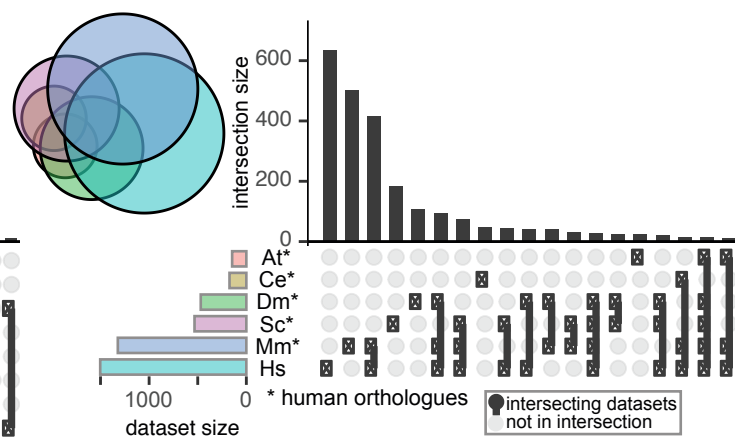 intersection size
600
400
200
0
At*
Ce*
Dm*
Sc*
Mm*
Hs
1000
0
dataset size
* human orthologues
intersecting datasets
not in intersection